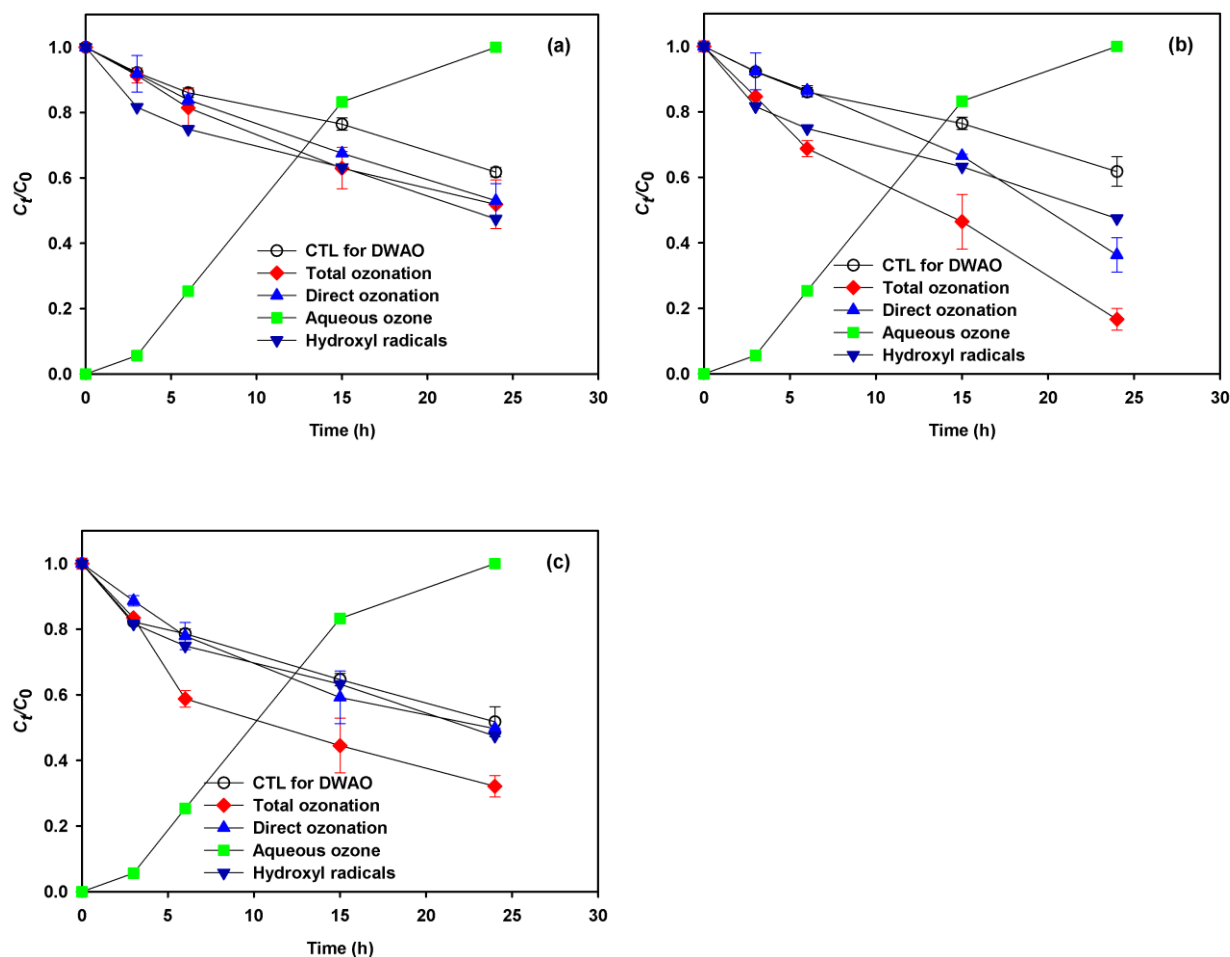 (a)
1.0
0.8
0.6
0.4
0.2
0.0
Ct/C0
CTL for DWAO
Total ozonation
Direct ozonation
Aqueous ozone
Hydroxyl radicals
0 5 10 15 20 25 30
Time (h)
(b)
1.0
0.8
0.6
0.4
0.2
0.0
Ct/C0
CTL for DWAO
Total ozonation
Direct ozonation
Aqueous ozone
Hydroxyl radicals
0 5 10 15 20 25 30
Time (h)
(c)
1.0
0.8
0.6
0.4
0.2
0.0
Ct/C0
CTL for DWAO
Total ozonation
Direct ozonation
Aqueous ozone
Hydroxyl radicals
0 5 10 15 20 25 30
Time (h)